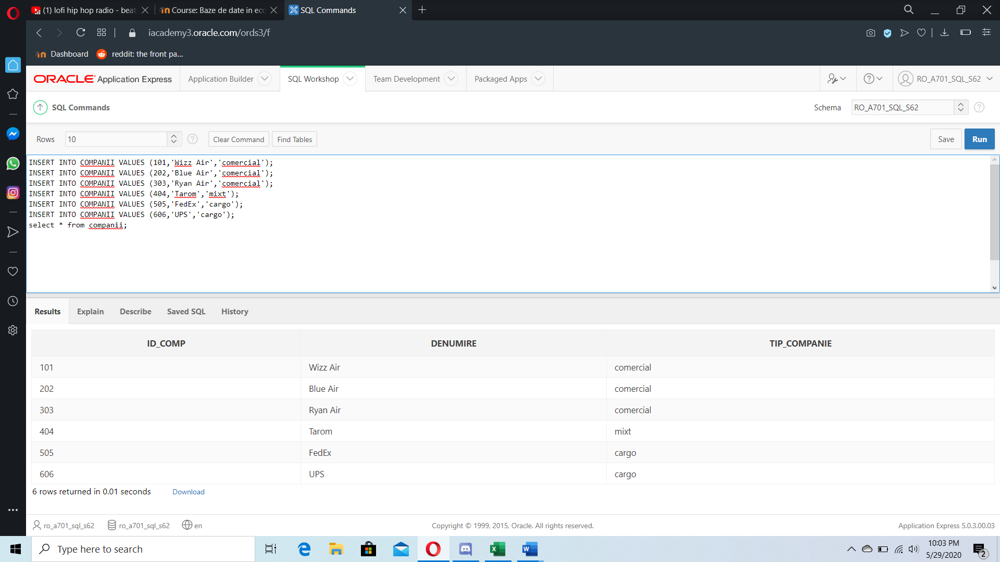 (1) lofi hip hop radio - beat
Course: Baze de date in eco
SQL Commands
iacademy3.oracle.com/ords3/f
Dashboard
reddit: the front pa...
ORACLE Application Express
Application Builder
SQL Workshop
Team Development
Packaged Apps
RO_A701_SQL_S62
SQL Commands
Schema
RO_A701_SQL_S62
Rows
10
Clear Command
Find Tables
Save
Run
INSERT INTO COMPANII VALUES (101,'Wizz Air','comercial');
INSERT INTO COMPANII VALUES (202,'Blue Air','comercial');
INSERT INTO COMPANII VALUES (303,'Ryan Air','comercial');
INSERT INTO COMPANII VALUES (404,'Tarom','mixt');
INSERT INTO COMPANII VALUES (505,'FedEx','cargo');
INSERT INTO COMPANII VALUES (606,'UPS','cargo');
select * from companii;
Results
Explain
Describe
Saved SQL
History
ID_COMP DENUMIRE TIP_COMPANIE
101 Wizz Air comercial
202 Blue Air comercial
303 Ryan Air comercial
404 Tarom mixt
505 FedEx cargo
606 UPS cargo
6 rows returned in 0.01 seconds
Download
ro_a701_sql_s62
ro_a701_sql_s62
en
Copyright © 1999, 2015, Oracle. All rights reserved.
Application Express 5.0.3.00.03
Type here to search
10:03 PM
5/29/2020
2